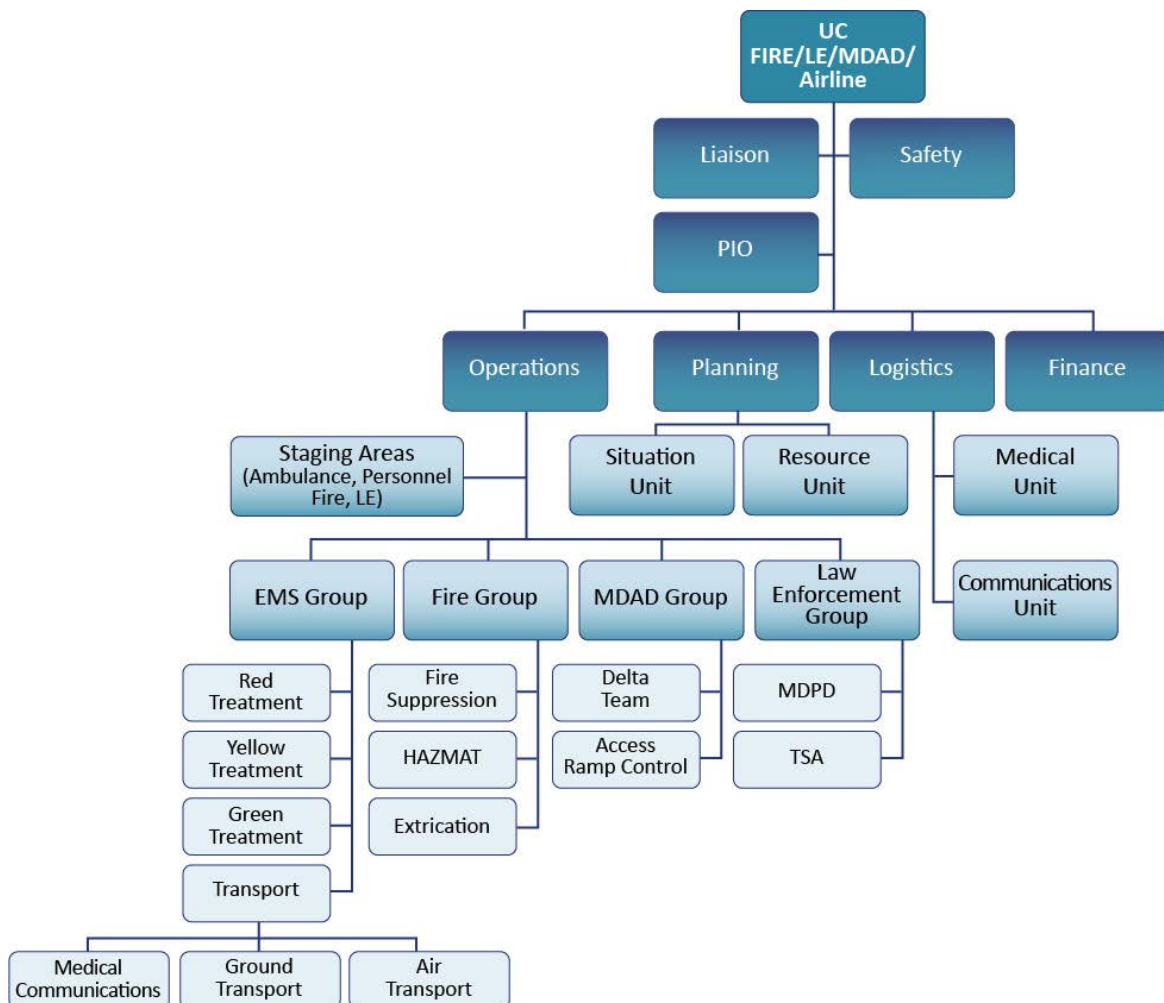 UC
FIRE/LE/MDAD/
Airline
Liaison
Safety
PIO
Operations
Planning
Logistics
Finance
Staging Areas
(Ambulance, Personnel
Fire, LE)
Situation
Unit
Resource
Unit
Medical
Unit
EMS Group
Fire Group
MDAD Group
Law
Enforcement
Group
Communications
Unit
Red
Treatment
Fire
Suppression
Delta
Team
MDPD
Yellow
Treatment
HAZMAT
Access
Ramp Control
TSA
Green
Treatment
Extrication
Transport
Medical
Communications
Ground
Transport
Air
Transport